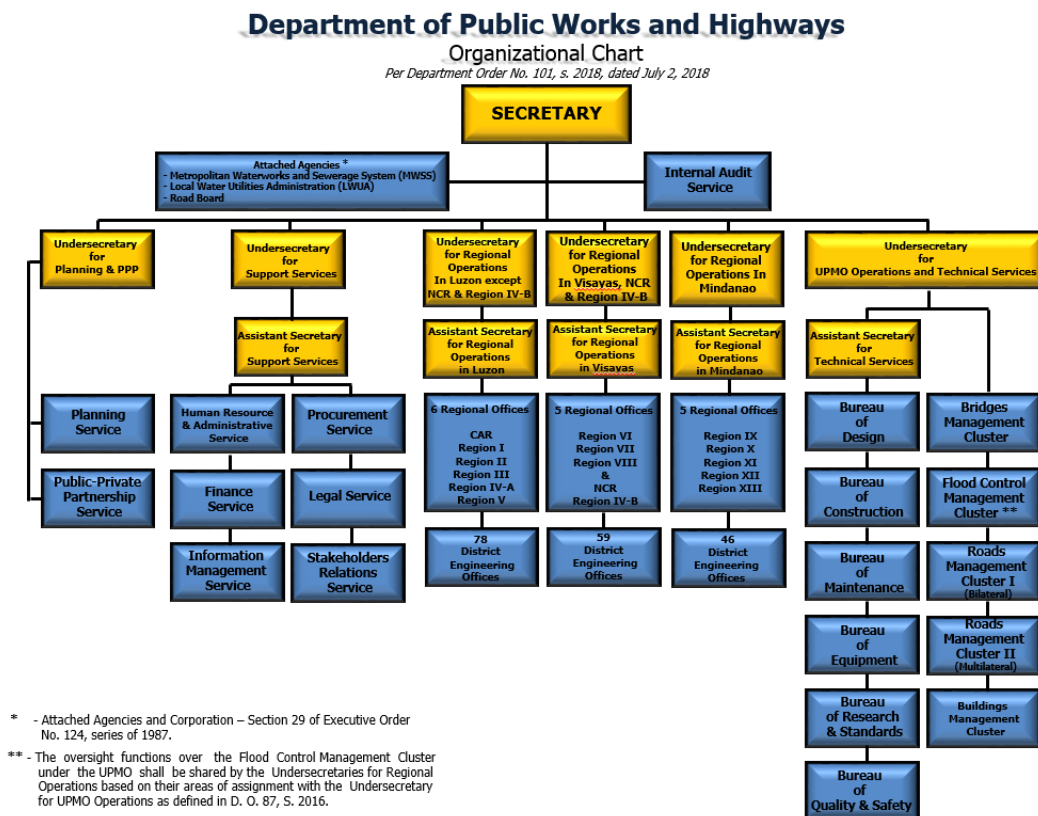 Department of Public Works and Highways
Organizational Chart
Per Department Order No. 101, s. 2018, dated July 2, 2018
SECRETARY
Attached Agencies *
- Metropolitan Waterworks and Sewerage System (MWSS)
- Local Water Utilities Administration (LWUA)
- Road Board
Internal Audit
Service
Undersecretary
for
Planning & PPP
Undersecretary
for
Support Services
Undersecretary
for Regional
Operations
In Luzon except
NCR & Region IV-B
Undersecretary
for Regional
Operations
In Visayas, NCR
& Region IV-B
Undersecretary
for Regional
Operations In
Mindanao
Undersecretary
for
UPMO Operations and Technical Services
Assistant Secretary
for
Support Services
Assistant Secretary
for Regional
Operations
in Luzon
Assistant Secretary
for Regional
Operations
in Visayas
Assistant Secretary
for Regional
Operations
in Mindanao
Assistant Secretary
for
Technical Services
Planning
Service
Public-Private
Partnership
Service
Human Resource
& Administrative
Service
Finance
Service
Information
Management
Service
Procurement
Service
Legal Service
Stakeholders
Relations
Service
6 Regional Offices
CAR
Region I
Region II
Region III
Region IV-A
Region V
78
District
Engineering
Offices
5 Regional Offices
Region VI
Region VII
Region VIII
&
NCR
Region IV-B
59
District
Engineering
Offices
5 Regional Offices
Region IX
Region X
Region XI
Region XII
Region XIII
46
District
Engineering
Offices
Bureau
of
Design
Bureau
of
Construction
Bureau
of
Maintenance
Bureau
of
Equipment
Bureau
of Research
& Standards
Bureau
of
Quality & Safety
Bridges
Management
Cluster
Flood Control
Management
Cluster **
Roads
Management
Cluster I
(Bilateral)
Roads
Management
Cluster II
(Multilateral)
Buildings
Management
Cluster
* - Attached Agencies and Corporation – Section 29 of Executive Order
No. 124, series of 1987.
** - The oversight functions over the Flood Control Management Cluster
under the UPMO shall be shared by the Undersecretaries for Regional
Operations based on their areas of assignment with the Undersecretary
for UPMO Operations as defined in D. O. 87, S. 2016.